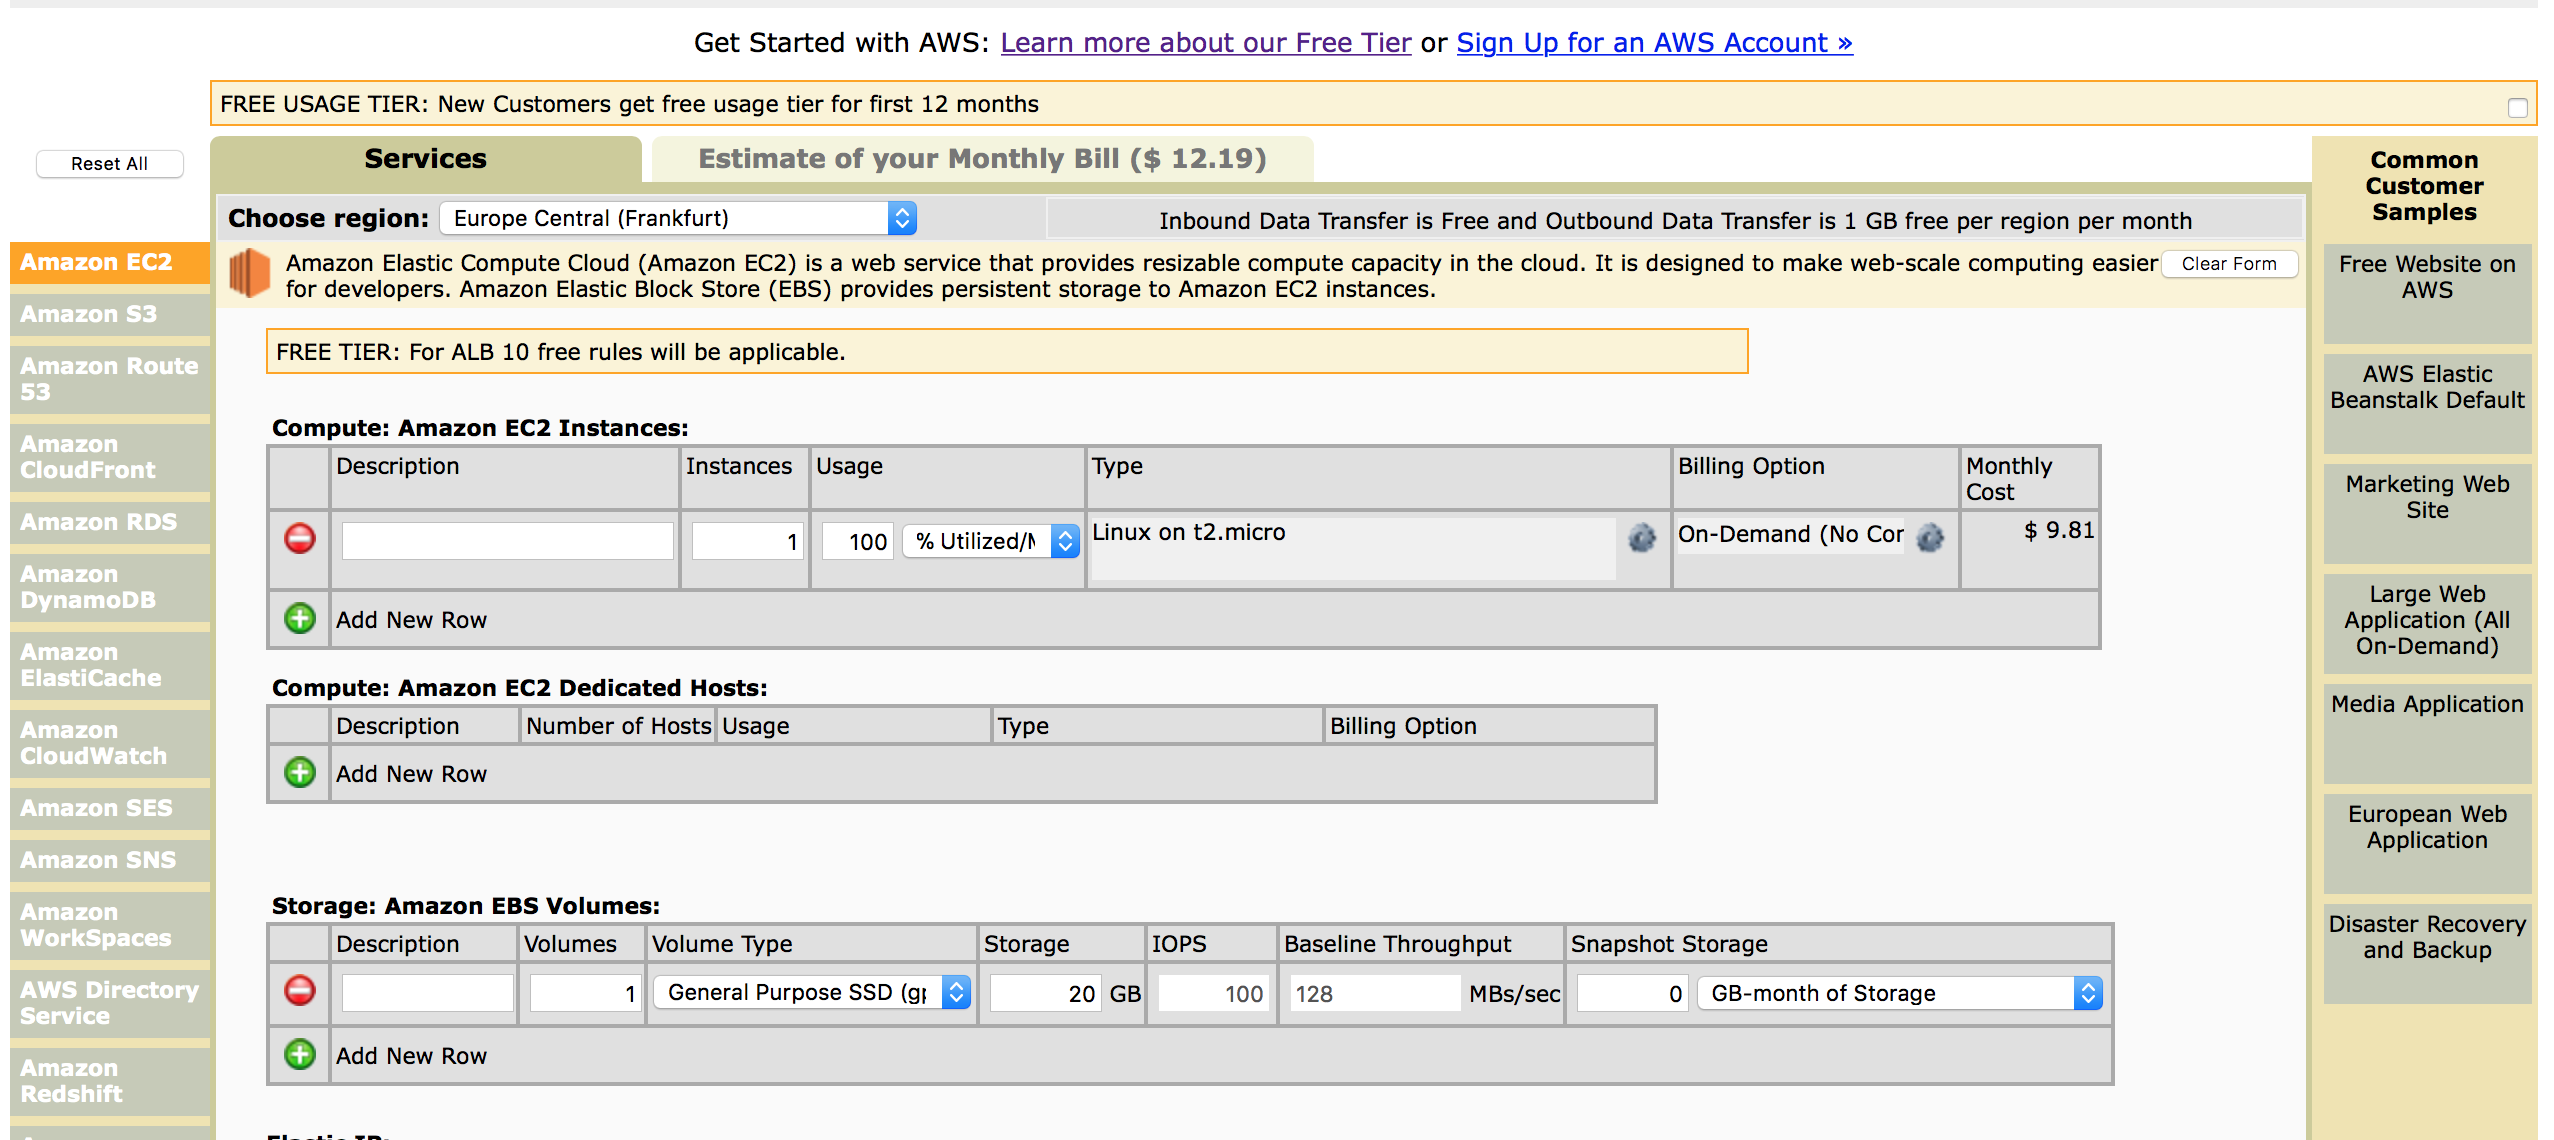 Get Started with AWS: Learn more about our Free Tier or Sign Up for an AWS Account »
FREE USAGE TIER: New Customers get free usage tier for first 12 months
Reset All
Services
Estimate of your Monthly Bill ($ 12.19)
Choose region: Europe Central (Frankfurt)
Inbound Data Transfer is Free and Outbound Data Transfer is 1 GB free per region per month
Amazon Elastic Compute Cloud (Amazon EC2) is a web service that provides resizable compute capacity in the cloud. It is designed to make web-scale computing easier
for developers. Amazon Elastic Block Store (EBS) provides persistent storage to Amazon EC2 instances.
Clear Form
Amazon EC2
Amazon S3
Amazon Route
53
Amazon
CloudFront
Amazon RDS
Amazon
DynamoDB
Amazon
ElastiCache
Amazon
CloudWatch
Amazon SES
Amazon SNS
Amazon
WorkSpaces
AWS Directory
Service
Amazon
Redshift
FREE TIER: For ALB 10 free rules will be applicable.
Compute: Amazon EC2 Instances:
Description Instances Usage Type Billing Option Monthly
Cost
1 100 % Utilized/M Linux on t2.micro On-Demand (No Cor $ 9.81
Add New Row
Compute: Amazon EC2 Dedicated Hosts:
Description Number of Hosts Usage Type Billing Option
Add New Row
Storage: Amazon EBS Volumes:
Description Volumes Volume Type Storage IOPS Baseline Throughput Snapshot Storage
1 General Purpose SSD (gp 20 GB 100 128 MBs/sec 0 GB-month of Storage
Add New Row
Elastic IP:
Common
Customer
Samples
Free Website on
AWS
AWS Elastic
Beanstalk Default
Marketing Web
Site
Large Web
Application (All
On-Demand)
Media Application
European Web
Application
Disaster Recovery
and Backup